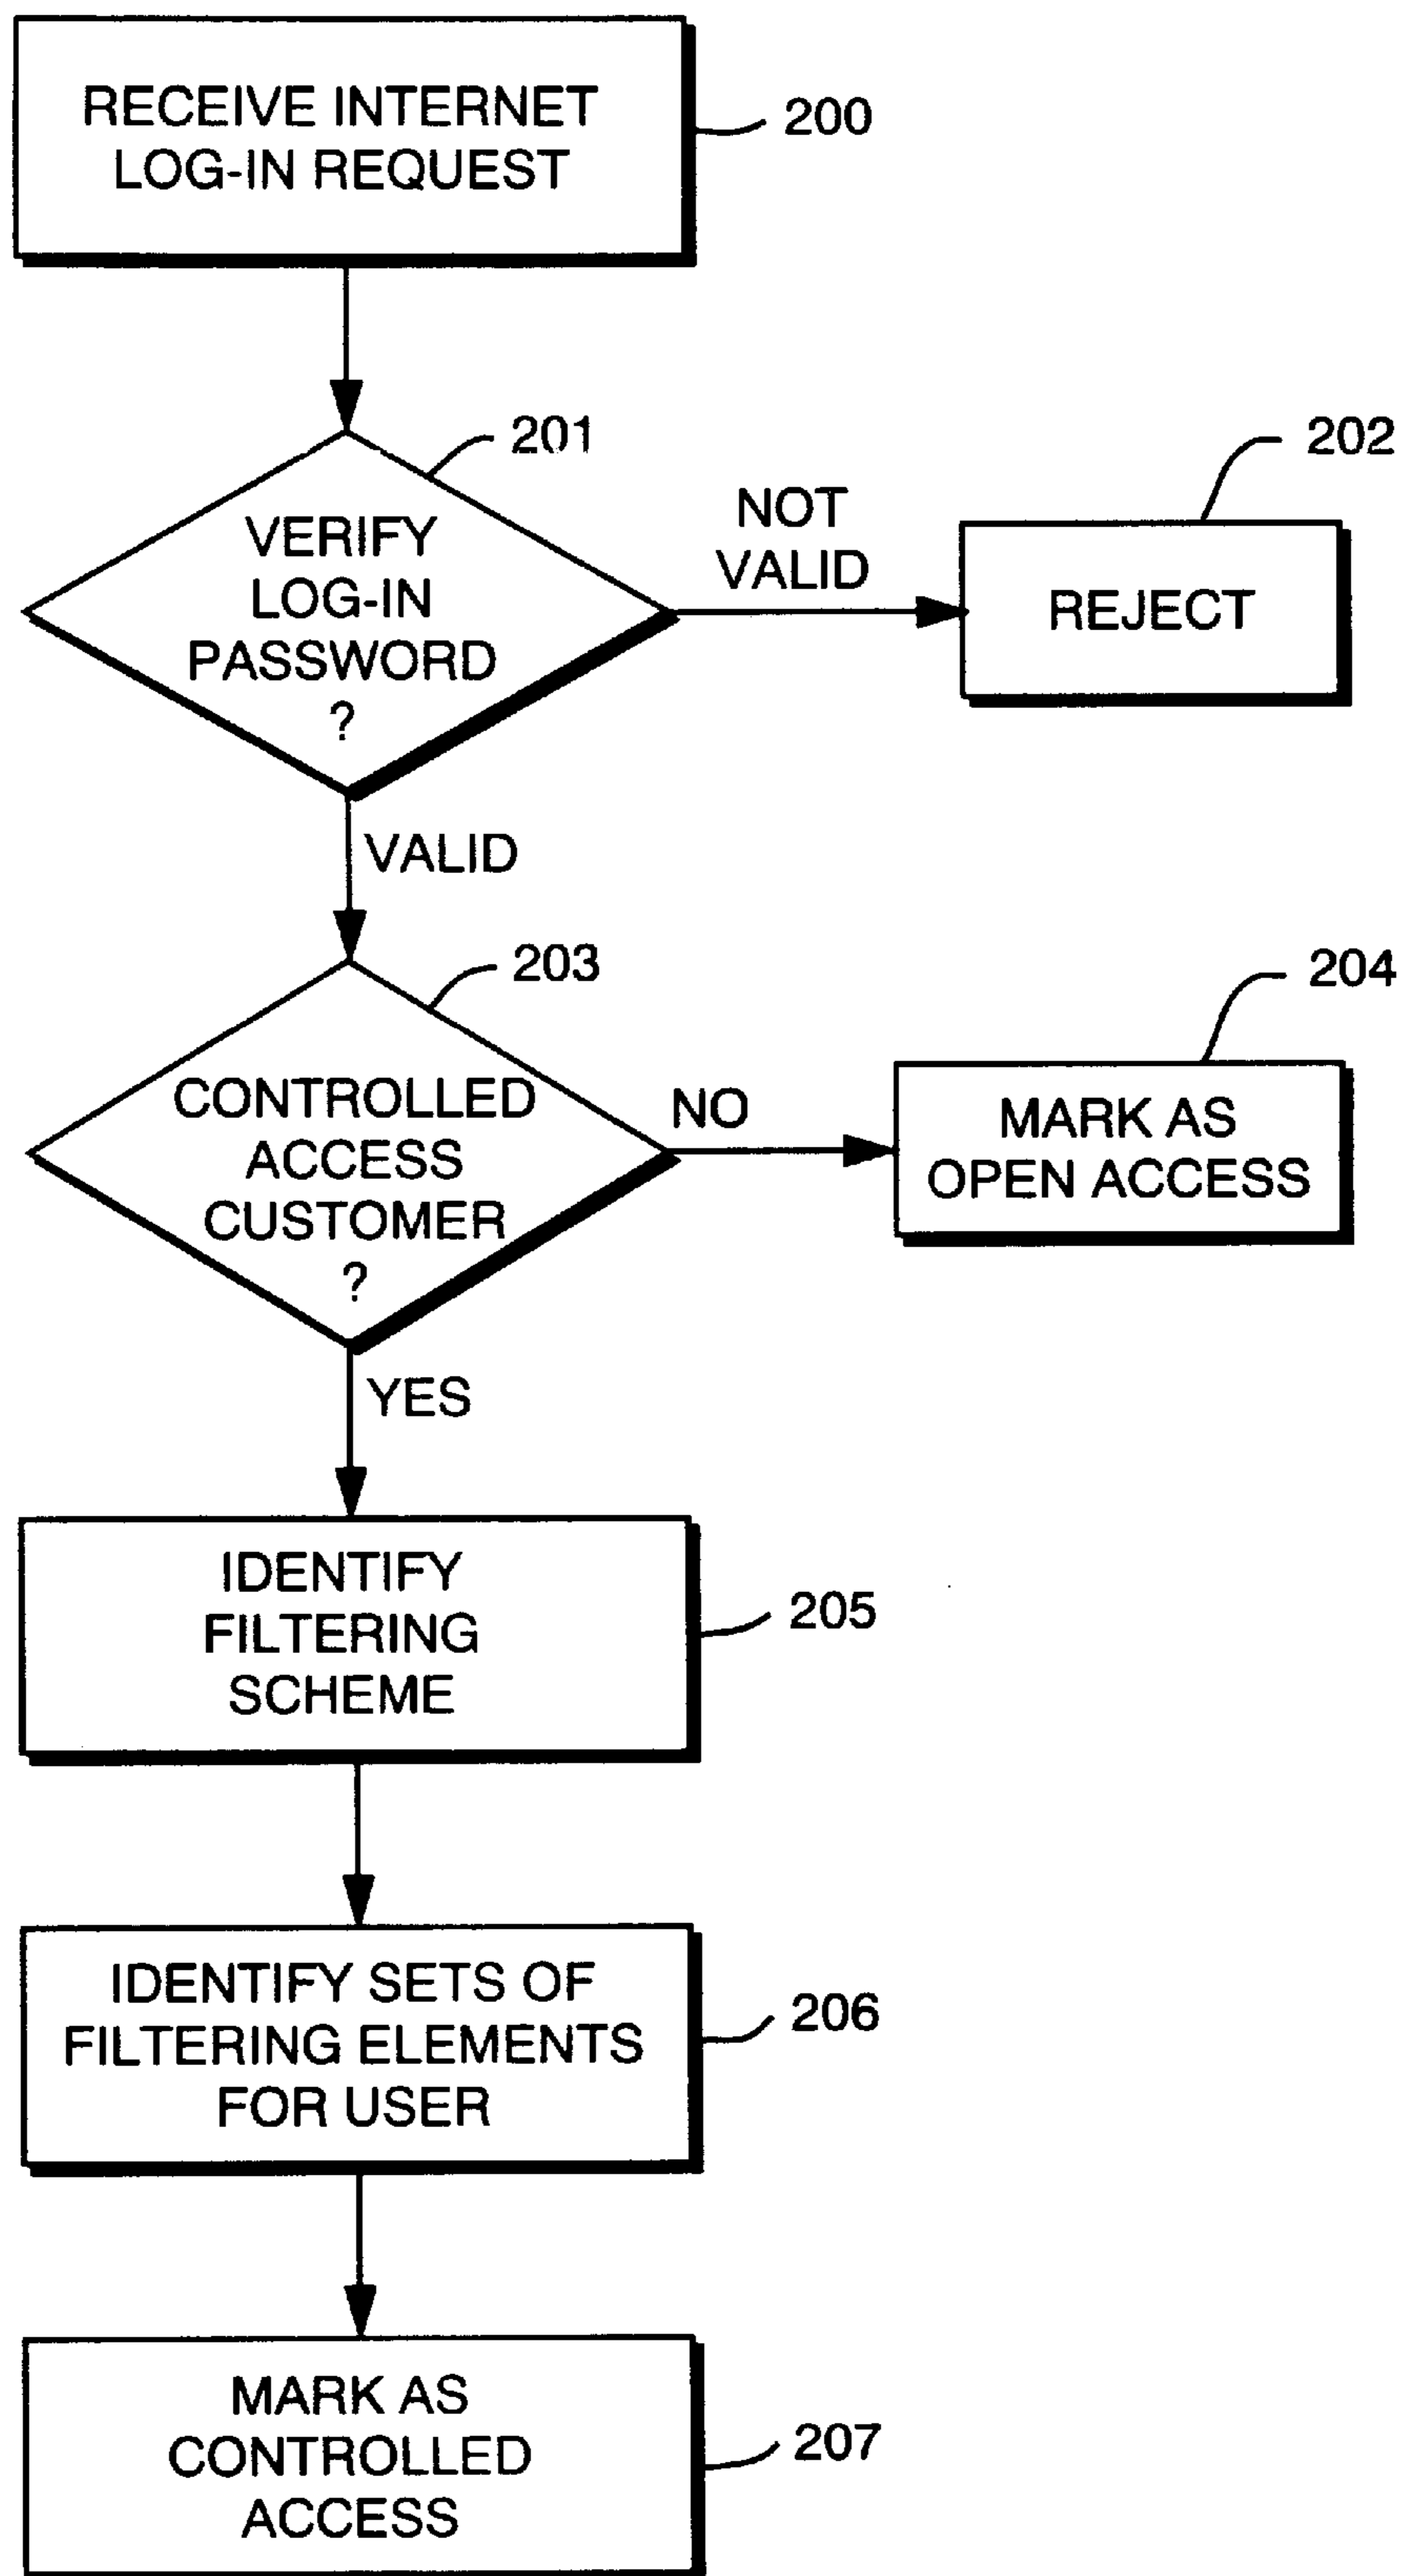 RECEIVE INTERNET
LOG-IN REQUEST
200
201
VERIFY
LOG-IN
PASSWORD
?
NOT
VALID
202
REJECT
VALID
203
CONTROLLED
ACCESS
CUSTOMER
?
NO
204
MARK AS
OPEN ACCESS
YES
IDENTIFY
FILTERING
SCHEME
205
IDENTIFY SETS OF
FILTERING ELEMENTS
FOR USER
206
MARK AS
CONTROLLED
ACCESS
207